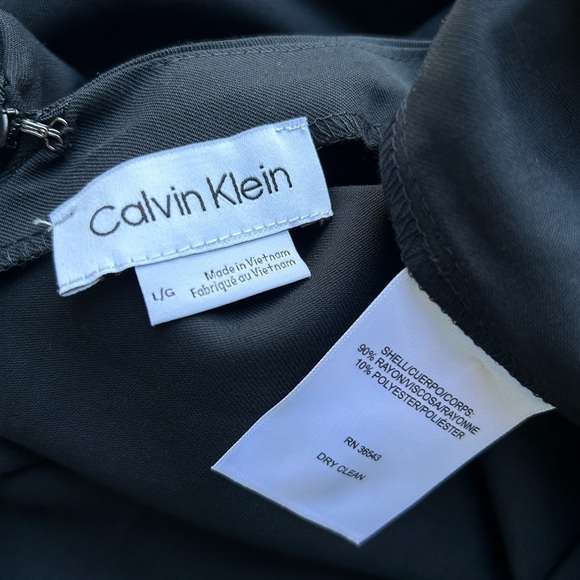 Calvin Klein
L/G
Made in Vietnam
Fabriqué au Vietnam
SHELL/CUERPO/CORPS:
90% RAYON/VISCOSA/RAYONNE
10% POLYESTER/POLIÉSTER
RN 36543
DRY CLEAN